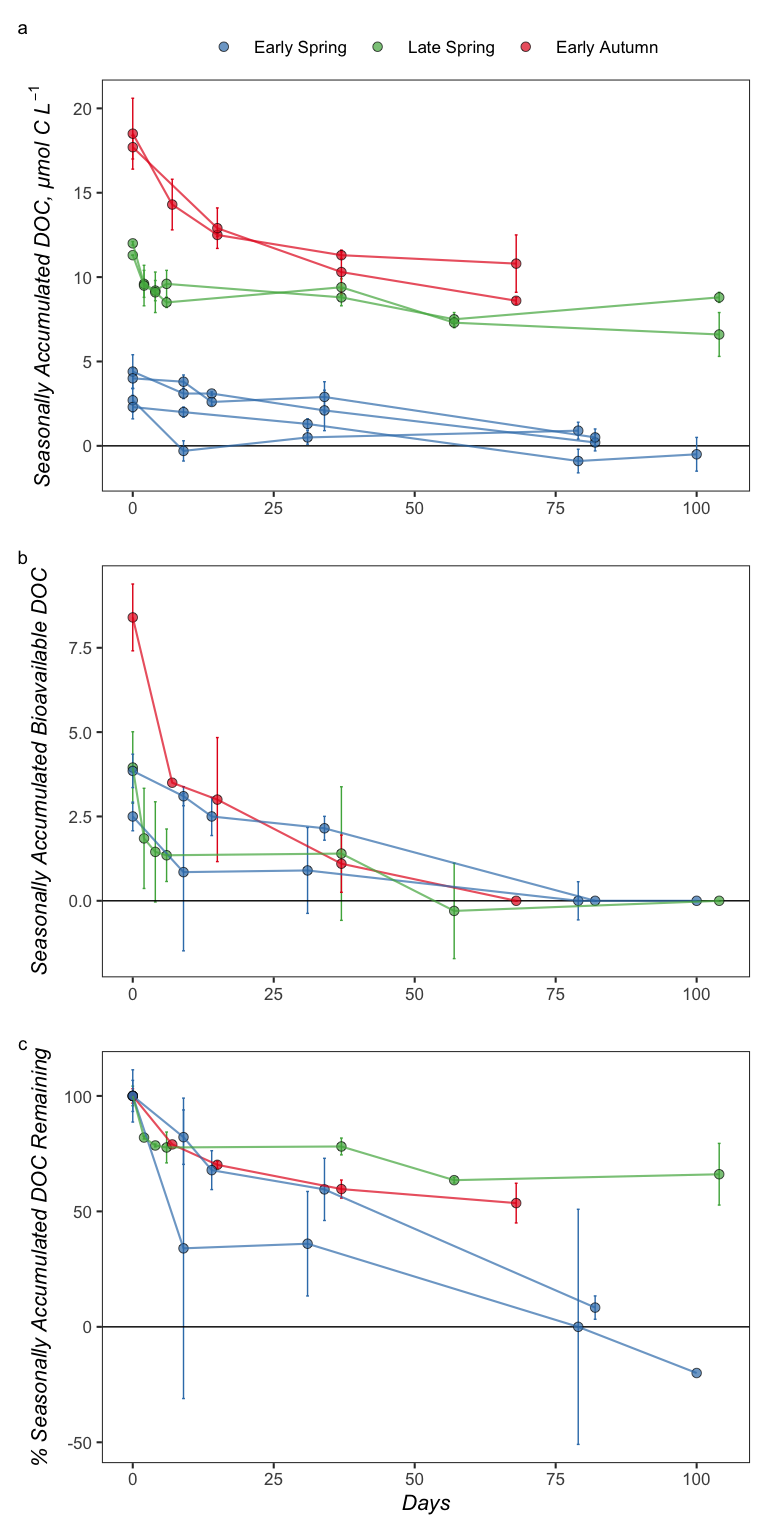 a
Early Spring Late Spring Early Autumn
Seasonally Accumulated DOC, μmol C L⁻¹
20
15
10
5
0
0 25 50 75 100
b
Seasonally Accumulated Bioavailable DOC
7.5
5.0
2.5
0.0
0 25 50 75 100
c
% Seasonally Accumulated DOC Remaining
100
50
0
-50
0 25 50 75 100
Days